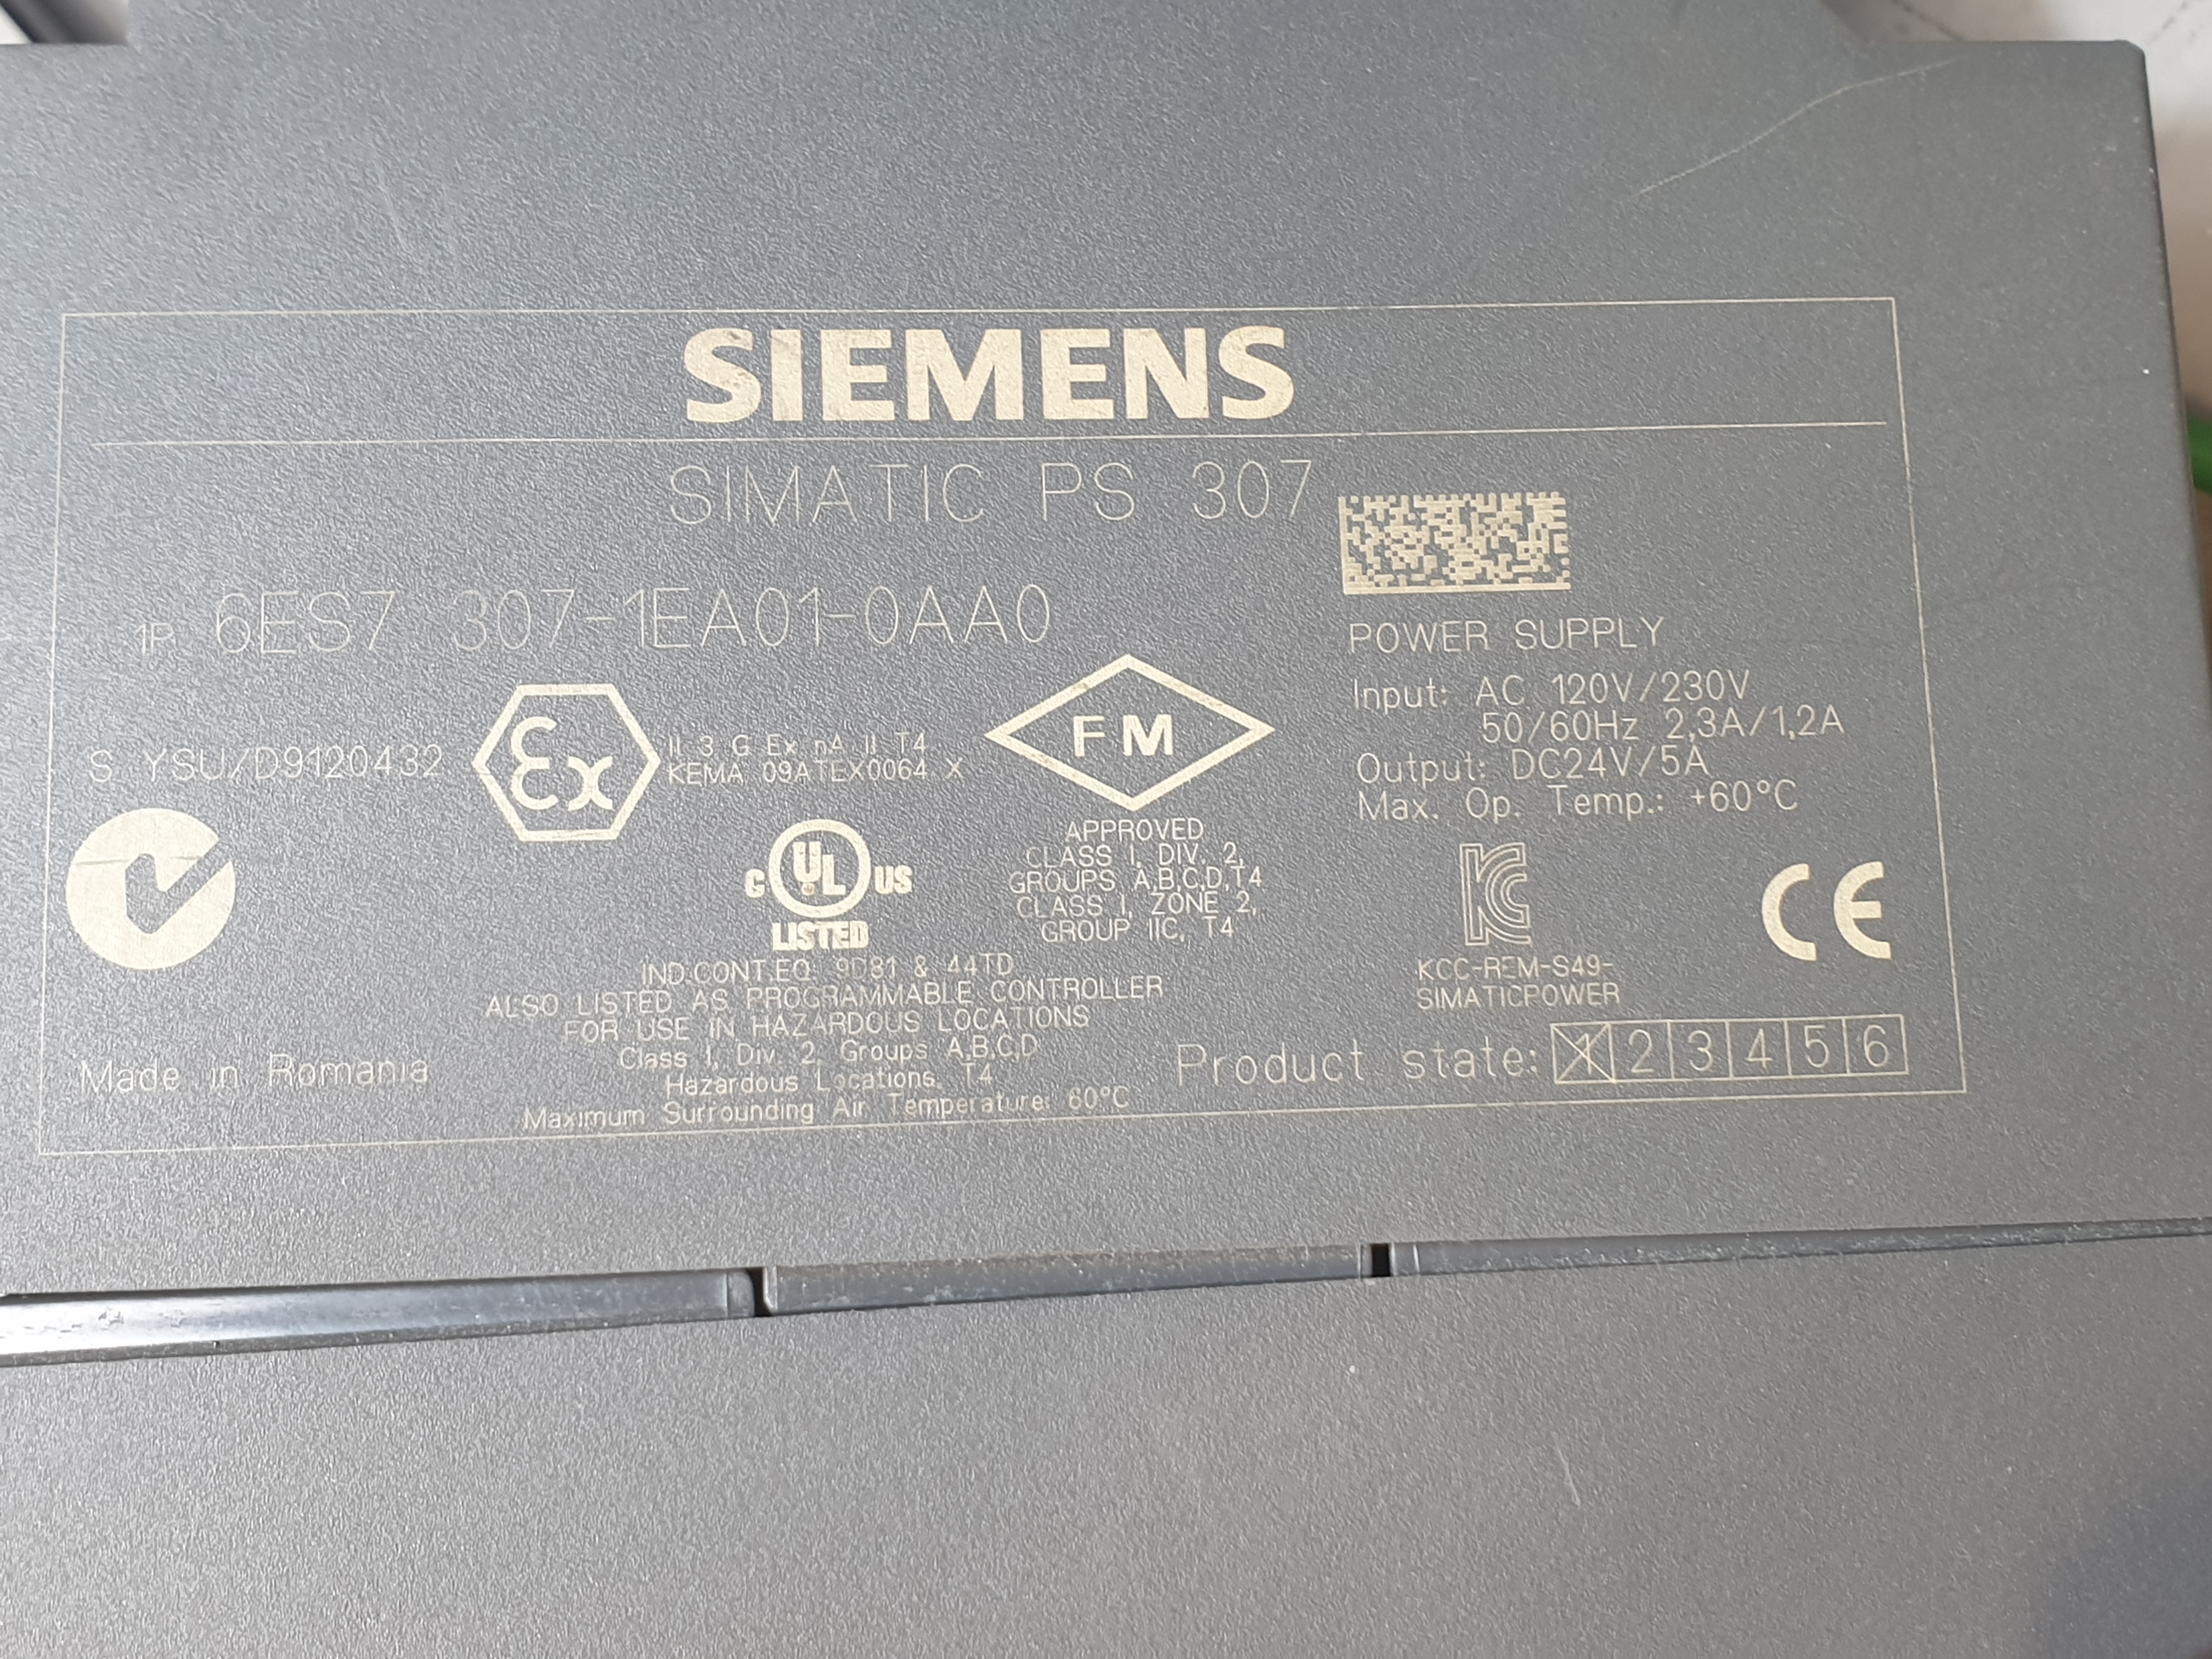 SIEMENS
SIMATIC PS 307
1P 6ES7 307-1EA01-0AA0
S YSU/D9120432
Ex
II 3 G Ex nA II T4
KEMA 09ATEX0064 X
FM
APPROVED
CLASS I, DIV. 2,
GROUPS A,B,C,D,T4
CLASS I, ZONE 2,
GROUP IIC, T4
POWER SUPPLY
Input: AC 120V/230V
50/60Hz 2,3A/1,2A
Output: DC24V/5A
Max. Op. Temp.: +60°C
C UL US
LISTED
IND.CONT.EQ. 9D81 & 44TD
ALSO LISTED AS PROGRAMMABLE CONTROLLER
FOR USE IN HAZARDOUS LOCATIONS
Class I, Div. 2, Groups A,B,C,D
Hazardous Locations, T4
Maximum Surrounding Air Temperature: 60°C
KC
KCC-REM-S49-
SIMATICPOWER
CE
Made in Romania
Product state: 1 2 3 4 5 6